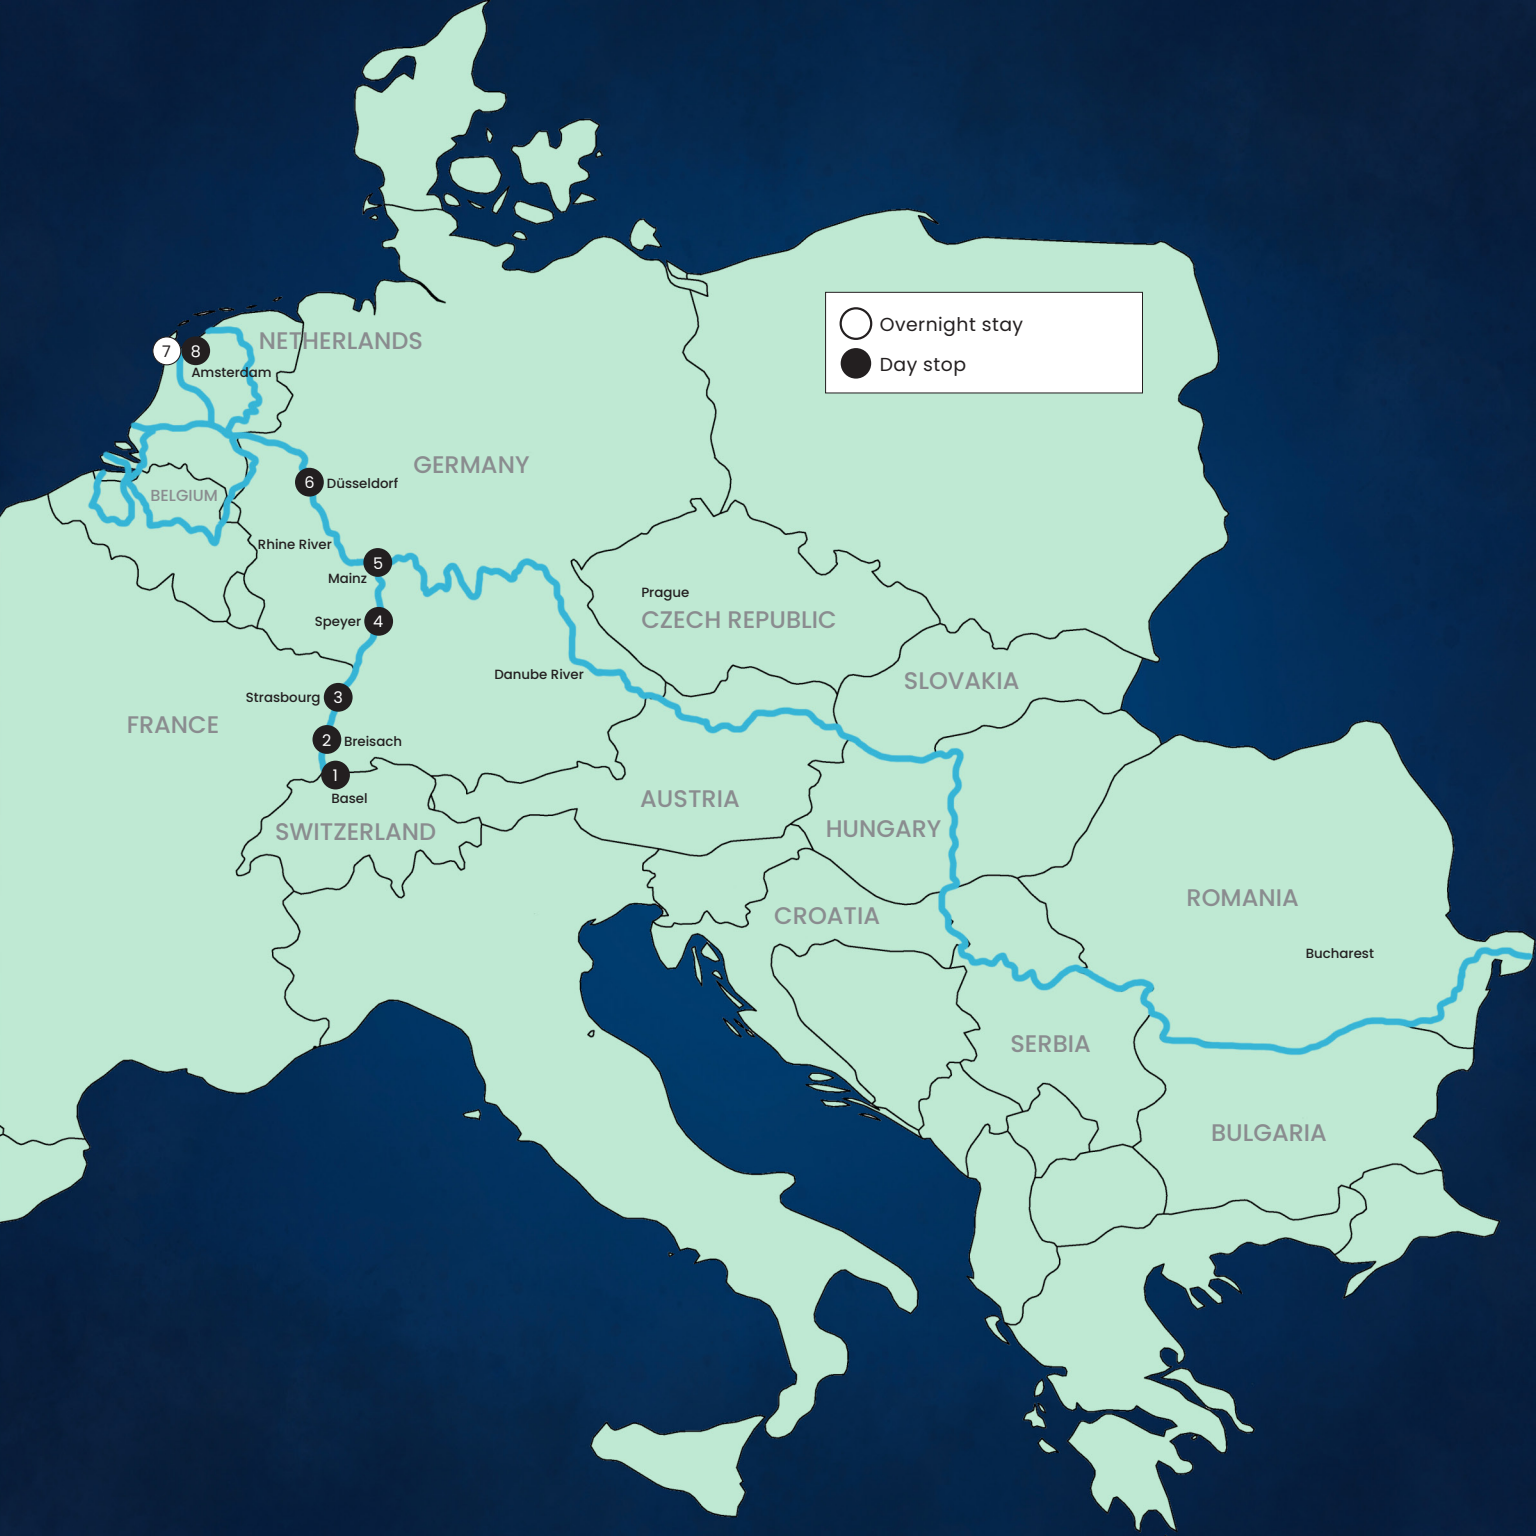 Overnight stay
Day stop
NETHERLANDS
7
8
Amsterdam
GERMANY
6
Düsseldorf
BELGIUM
Rhine River
5
Mainz
Prague
4
Speyer
CZECH REPUBLIC
Danube River
SLOVAKIA
Strasbourg
3
FRANCE
2
Breisach
1
Basel
AUSTRIA
SWITZERLAND
HUNGARY
ROMANIA
CROATIA
Bucharest
SERBIA
BULGARIA